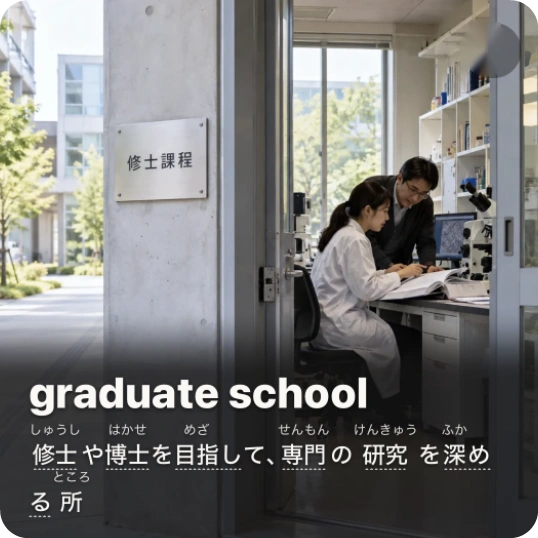 修士課程
graduate school
しゅうし はかせ めざ せんもん けんきゅう ふか
修士や博士を目指して、専門の研究を深め
ところ
る所